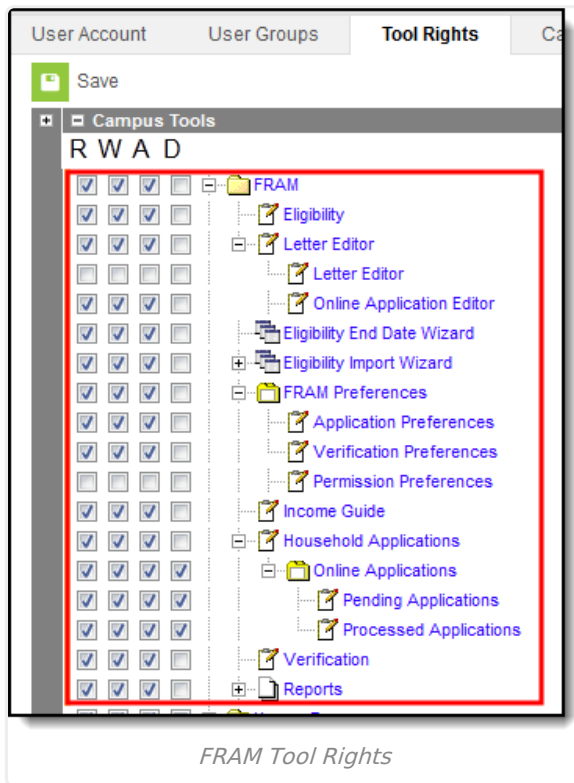 User Account User Groups Tool Rights Ca
Save
Campus Tools
R W A D
FRAM
Eligibility
Letter Editor
Letter Editor
Online Application Editor
Eligibility End Date Wizard
Eligibility Import Wizard
FRAM Preferences
Application Preferences
Verification Preferences
Permission Preferences
Income Guide
Household Applications
Online Applications
Pending Applications
Processed Applications
Verification
Reports
FRAM Tool Rights